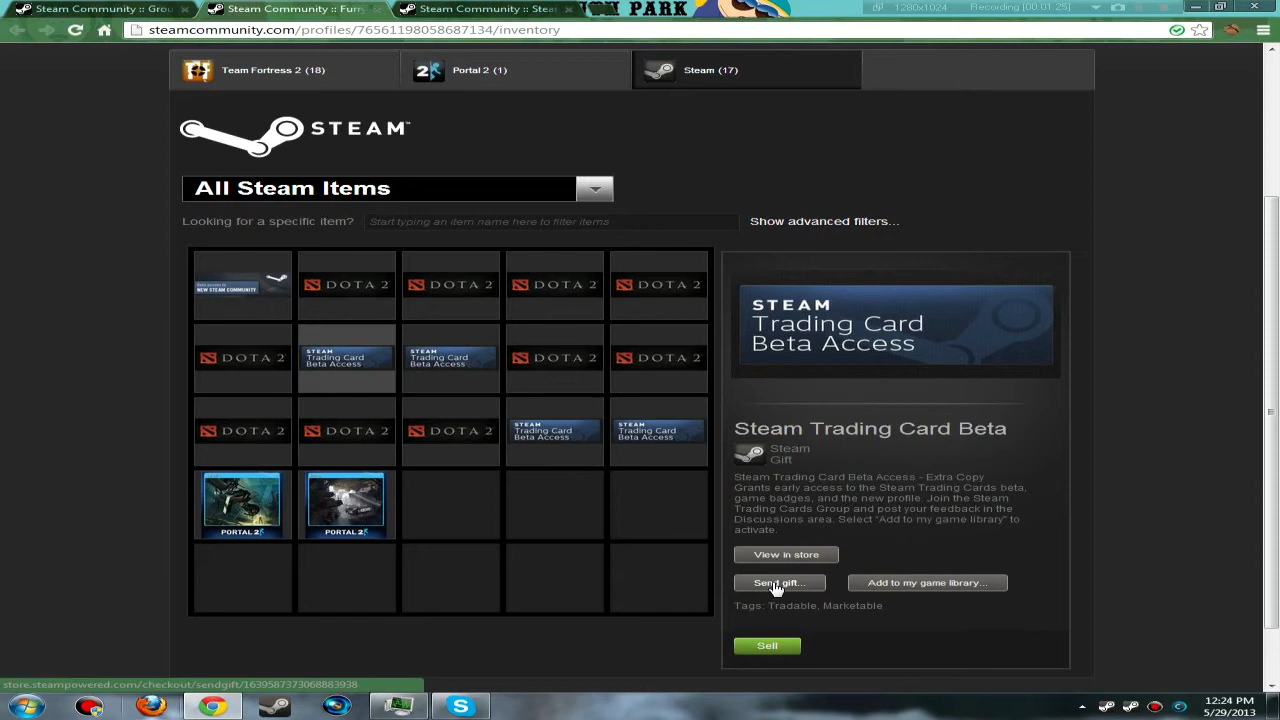 Steam Community :: Grou
Steam Community :: Furr
Steam Community :: Stea
PARK
1280x1024
Recording [00:01:25]
steamcommunity.com/profiles/76561198058687134/inventory
Team Fortress 2 (18)
Portal 2 (1)
Steam (17)
STEAM™
All Steam Items
Looking for a specific item?
Start typing an item name here to filter items
Show advanced filters...
NEW STEAM COMMUNITY
DOTA 2
DOTA 2
DOTA 2
DOTA 2
DOTA 2
STEAM
Trading Card
Beta Access
STEAM
Trading Card
Beta Access
DOTA 2
DOTA 2
DOTA 2
DOTA 2
DOTA 2
STEAM
Trading Card
Beta Access
STEAM
Trading Card
Beta Access
PORTAL 2
PORTAL 2
STEAM
Trading Card
Beta Access
Steam Trading Card Beta
Steam
Gift
Steam Trading Card Beta Access - Extra Copy
Grants early access to the Steam Trading Cards beta,
game badges, and the new profile. Join the Steam
Trading Cards Group and post your feedback in the
Discussions area. Select "Add to my game library" to
activate.
View in store
Send gift...
Add to my game library...
Tags: Tradable, Marketable
Sell
store.steampowered.com/checkout/sendgift/1639587373068883938
12:24 PM
5/29/2013